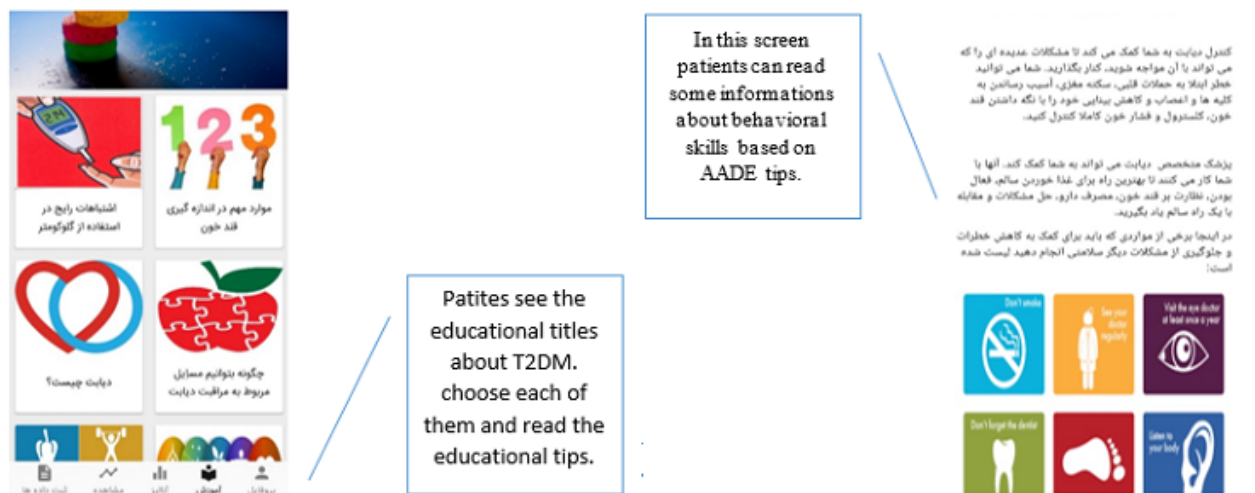 موارد مهم در اندازه گیری
قند خون
اشتباهات رایج در
استفاده از گلوکومتر
چگونه بتوانیم مسایل
مربوط به مراقبت دیابت
دیابت چیست؟
ثبت داده ها
مشاهده
آنالیز
آموزش
پروفایل
Patites see the
educational titles
about T2DM.
choose each of
them and read the
educational tips.
In this screen
patients can read
some informations
about behavioral
skills based on
AADE tips.
کنترل دیابت به شما کمک می کند تا مشکلات عدیده ای را که
می تواند با آن مواجه شوید، کنار بگذارید. شما می توانید
خطر ابتلا به حملات قلبی، سکته مغزی، آسیب رساندن به
کلیه ها و اعصاب و کاهش بینایی خود را با نگه داشتن قند
خون، کلسترول و فشار خون کاملا کنترل کنید.
پزشک متخصص دیابت می تواند به شما کمک کند. آنها با
شما کار می کنند تا بهترین راه برای غذا خوردن سالم، فعال
بودن، نظارت بر قند خون، مصرف دارو، حل مشکلات و مقابله
با یک راه سالم یاد بگیرید.
در اینجا برخی از مواردی که باید برای کمک به کاهش خطرات
و جلوگیری از مشکلات دیگر سلامتی انجام دهید لیست شده
است:
Don't smoke
See your
doctor
regularly
Visit the eye doctor
at least once a year
Don't forget the dentist
Listen to
your body